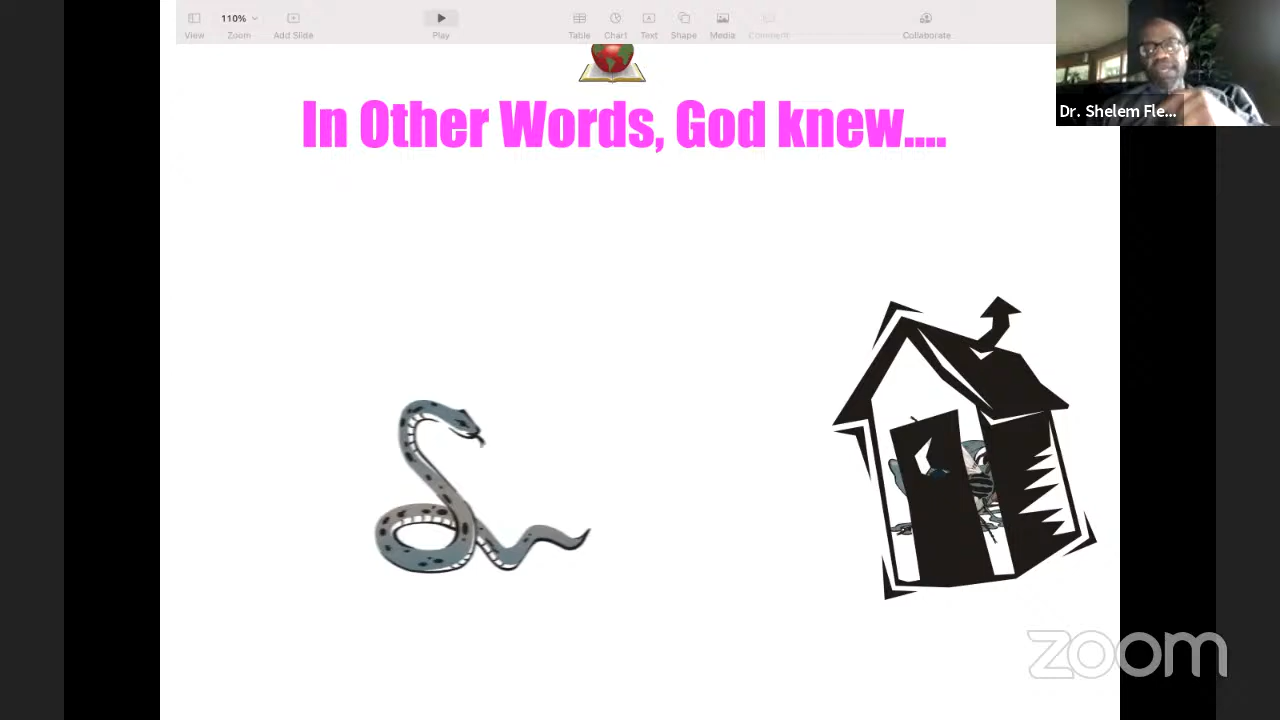 110%
View
Zoom
Add Slide
Play
Table
Chart
Text
Shape
Media
Comment
Collaborate
In Other Words, God knew....
Dr. Shelem Fle...
zoom